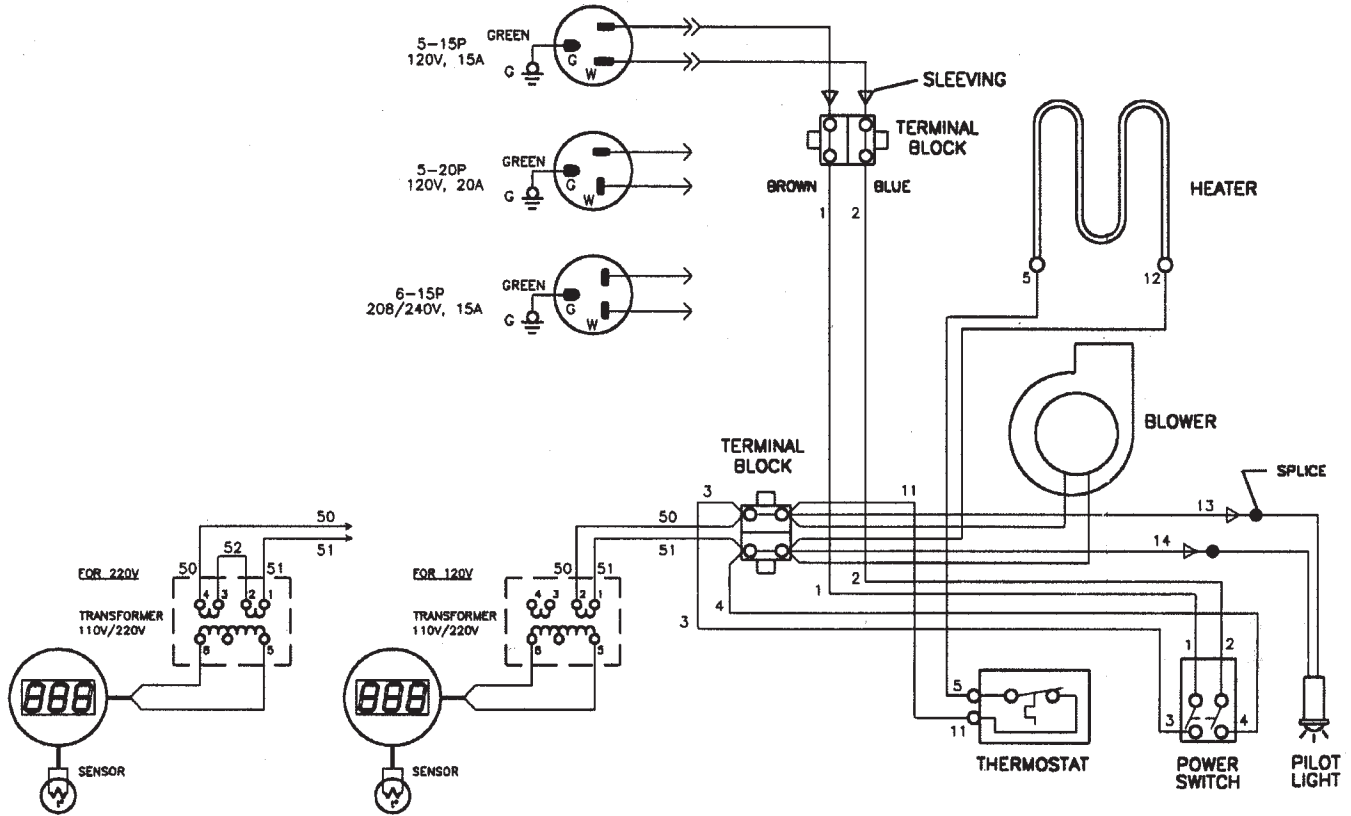 5-15P
120V, 15A
GREEN
G
G
W
SLEEVING
TERMINAL
BLOCK
5-20P
120V, 20A
GREEN
G
G
W
BROWN
BLUE
1
2
HEATER
6-15P
208/240V, 15A
GREEN
G
G
W
5
12
BLOWER
TERMINAL
BLOCK
SPLICE
3
11
13
50
51
14
50
51
52
50
51
FOR 220V
4
3
2
1
TRANSFORMER
110V/220V
8
5
888
SENSOR
50
51
FOR 120V
4
3
2
1
TRANSFORMER
110V/220V
8
5
888
SENSOR
1
2
4
3
1
2
5
11
3
4
THERMOSTAT
POWER
SWITCH
PILOT
LIGHT